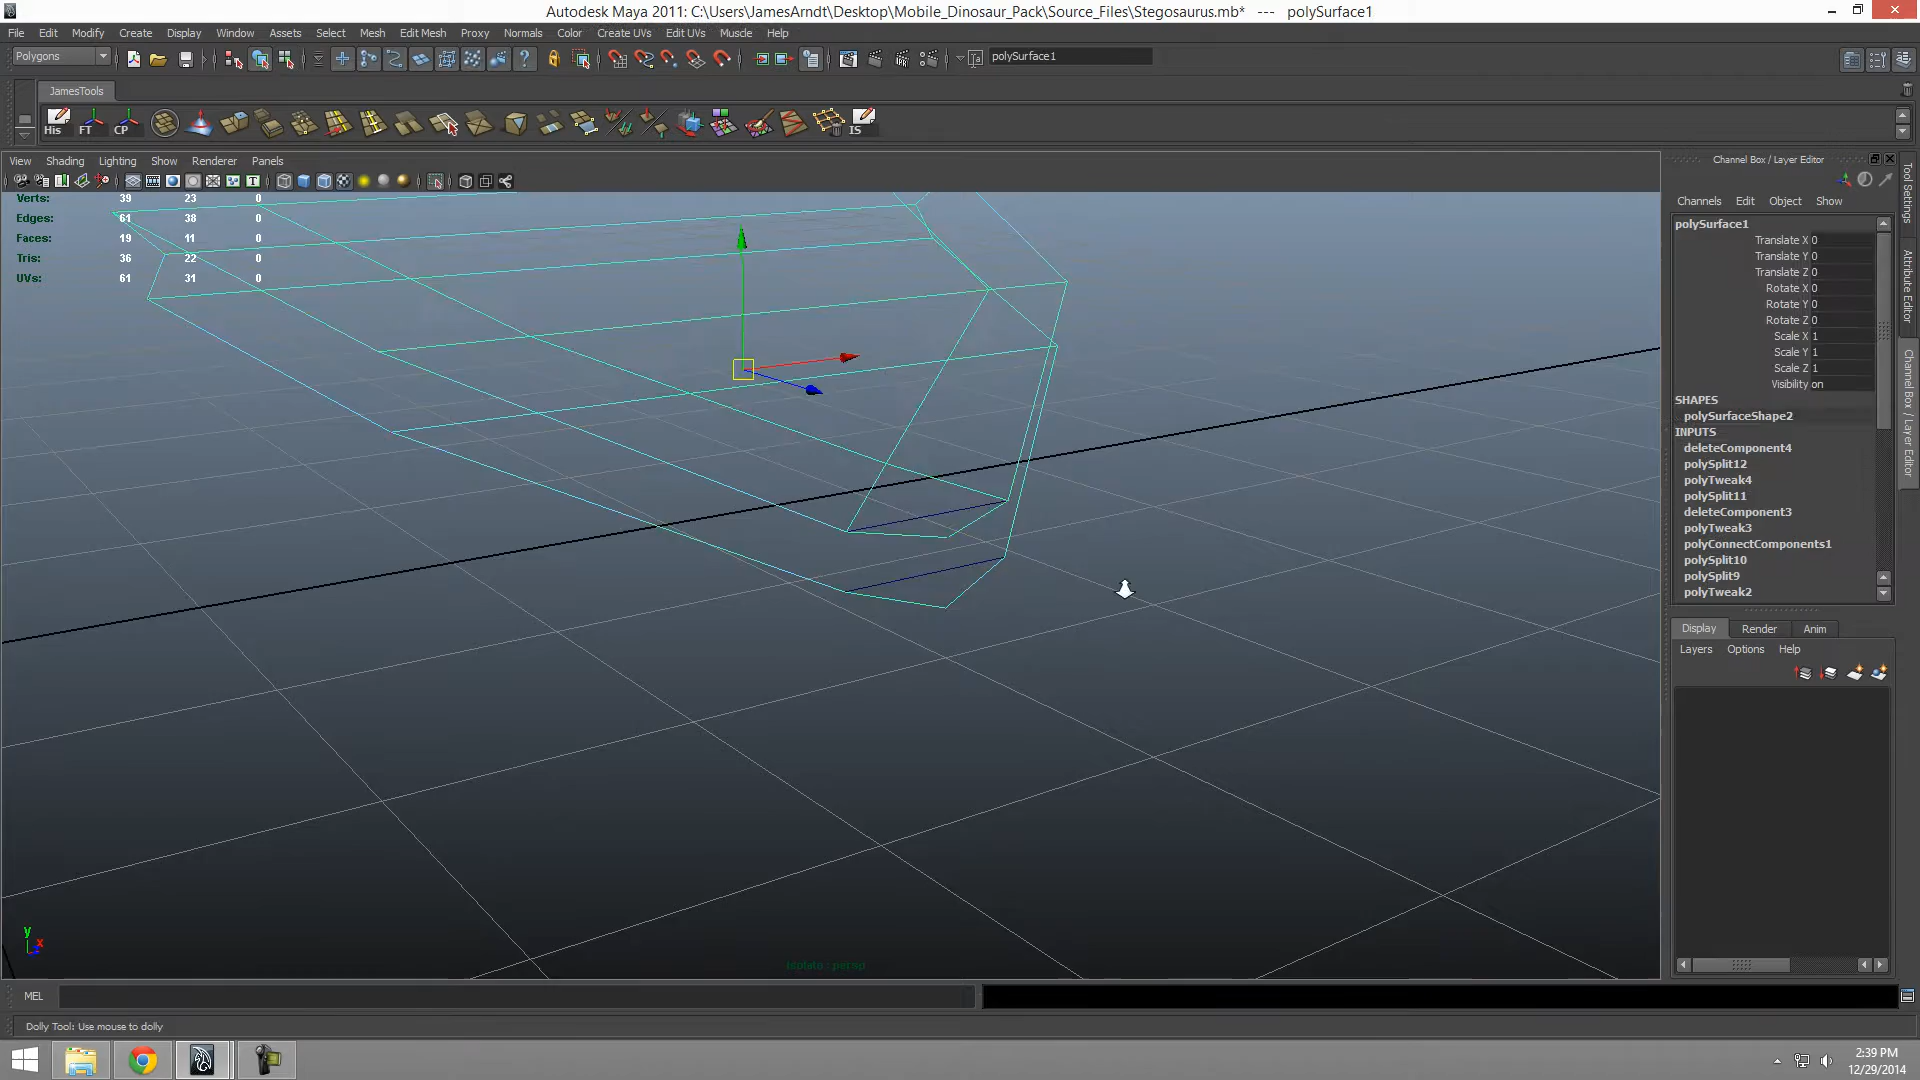 Autodesk Maya 2011: C:\Users\JamesArndt\Desktop\Mobile_Dinosaur_Pack\Source_Files\Stegosaurus.mb*   ---   polySurface1
File Edit Modify Create Display Window Assets Select Mesh Edit Mesh Proxy Normals Color Create UVs Edit UVs Muscle Help
Polygons
polySurface1
JamesTools
His FT CP IS
View Shading Lighting Show Renderer Panels
Verts: 39 23 0
Edges: 61 38 0
Faces: 19 11 0
Tris: 36 22 0
UVs: 61 31 0
y
x
isolate : persp
Channel Box / Layer Editor
Channels Edit Object Show
polySurface1
Translate X 0
Translate Y 0
Translate Z 0
Rotate X 0
Rotate Y 0
Rotate Z 0
Scale X 1
Scale Y 1
Scale Z 1
Visibility on
SHAPES
polySurfaceShape2
INPUTS
deleteComponent4
polySplit12
polyTweak4
polySplit11
deleteComponent3
polyTweak3
polyConnectComponents1
polySplit10
polySplit9
polyTweak2
Display Render Anim
Layers Options Help
Tool Settings
Attribute Editor
Channel Box / Layer Editor
MEL
Dolly Tool: Use mouse to dolly
2:39 PM
12/29/2014